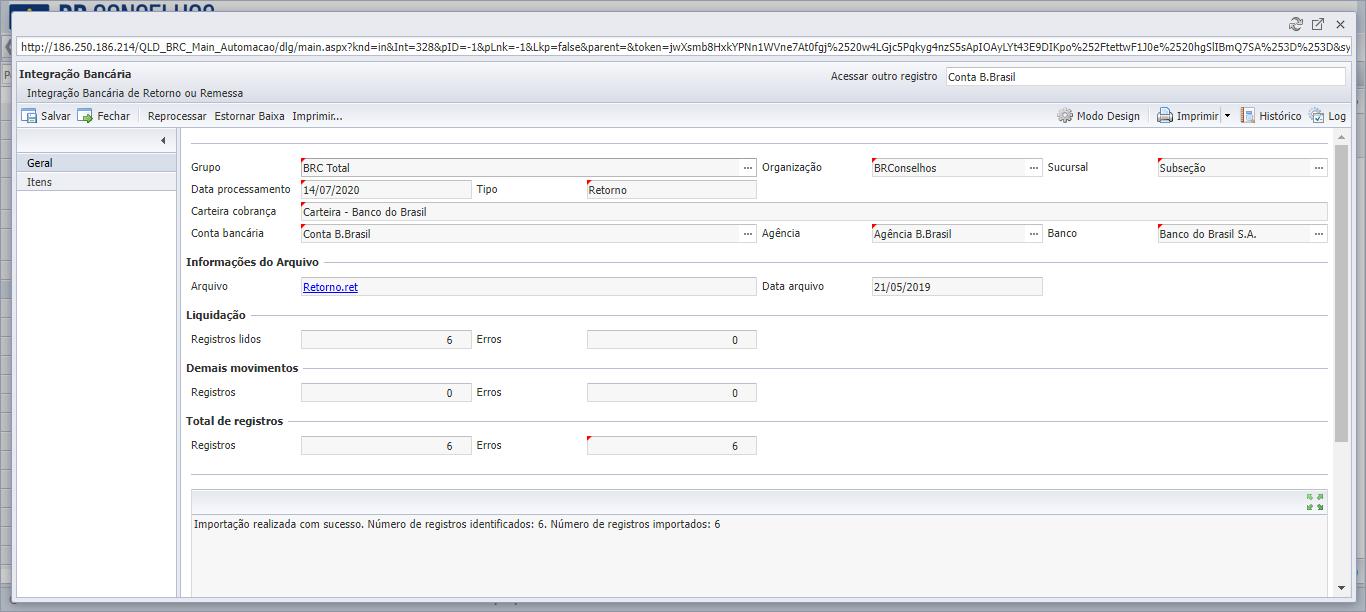 BR CONSELHOS
http://186.250.186.214/QLD_BRC_Main_Automacao/dlg/main.aspx?knd=in&Int=328&pID=-1&pLnk=-1&Lkp=false&parent=&token=jwXsmb8HxkYPNn1WVne7At0fgj%2520w4LGjc5Pqkyg4nzS5sApIOAyLYt43E9DIKpo%252FtettwF1J0e%2520hgSlIBmQ7SA%253D%253D&sy
Integração Bancária
Acessar outro registro Conta B.Brasil
Integração Bancária de Retorno ou Remessa
Salvar Fechar Reprocessar Estornar Baixa Imprimir... Modo Design Imprimir Histórico Log
Geral
Itens
Grupo BRC Total ... Organização BRConselhos ... Sucursal Subseção ...
Data processamento 14/07/2020 Tipo Retorno
Carteira cobrança Carteira - Banco do Brasil
Conta bancária Conta B.Brasil ... Agência Agência B.Brasil ... Banco Banco do Brasil S.A. ...
Informações do Arquivo
Arquivo Retorno.ret Data arquivo 21/05/2019
Liquidação
Registros lidos 6 Erros 0
Demais movimentos
Registros 0 Erros 0
Total de registros
Registros 6 Erros 6
Importação realizada com sucesso. Número de registros identificados: 6. Número de registros importados: 6